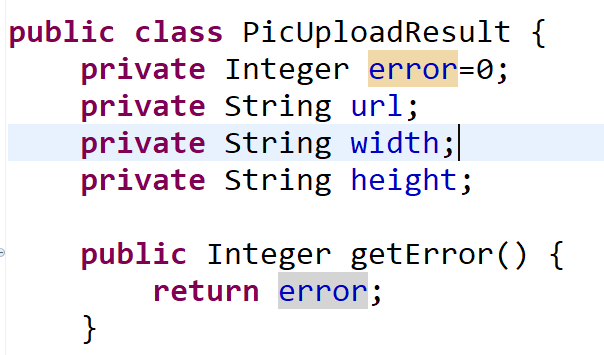 public class PicUploadResult {
    private Integer error=0;
    private String url;
    private String width;
    private String height;

    public Integer getError() {
        return error;
    }